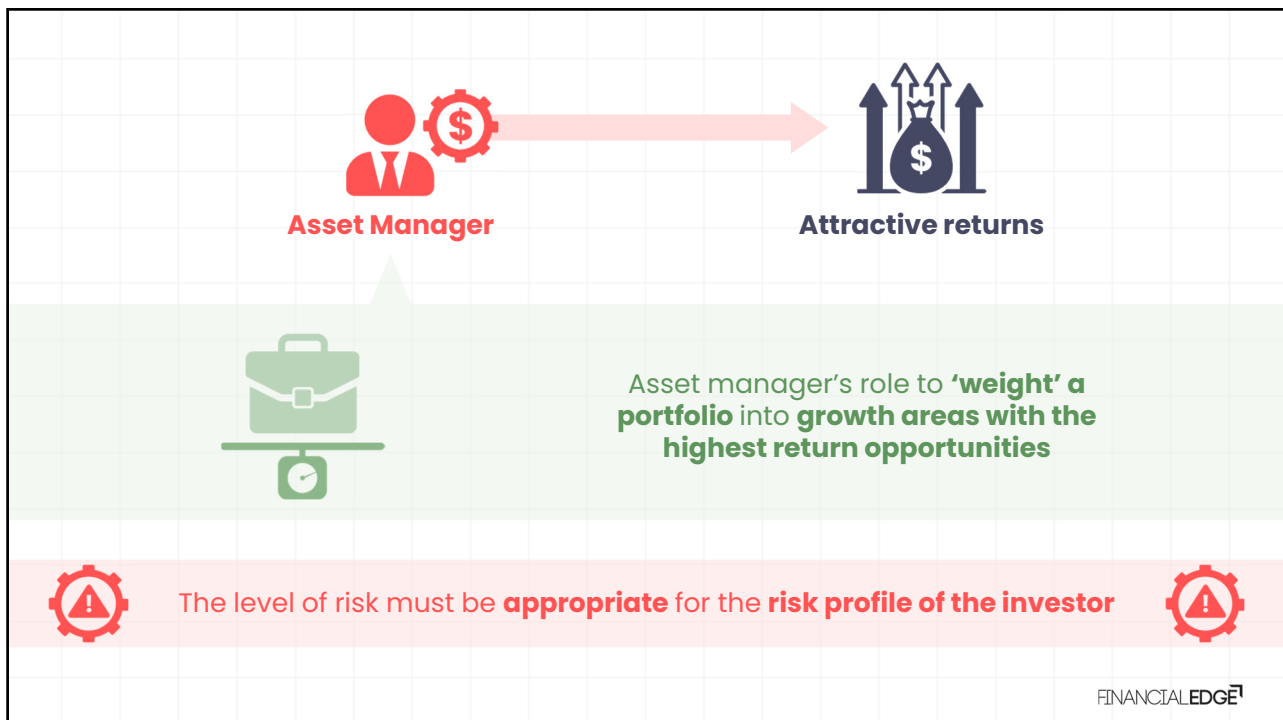 $
$
Asset Manager
Attractive returns
Asset manager's role to 'weight' a
portfolio into growth areas with the
highest return opportunities
The level of risk must be appropriate for the risk profile of the investor
FINANCIALEDGE